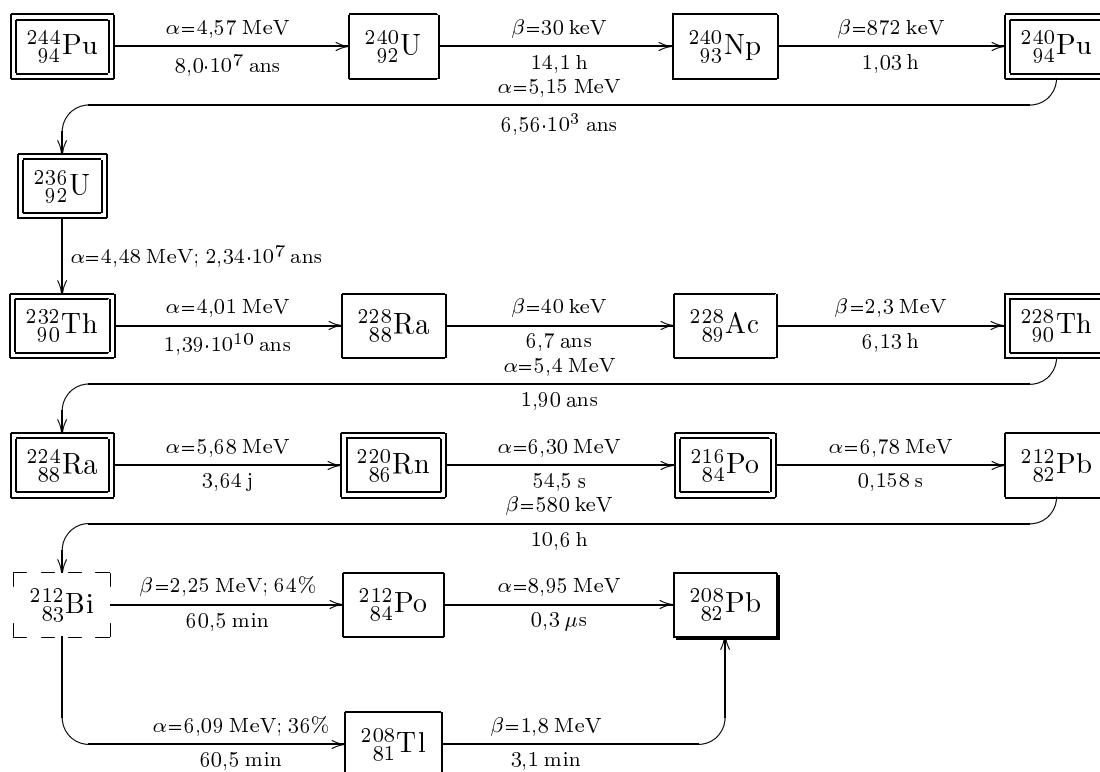 α=4,57 MeV β=30 keV β=872 keV
²⁴⁴₉₄Pu ²⁴⁰₉₂U ²⁴⁰₉₃Np ²⁴⁰₉₄Pu
8,0·10⁷ ans 14,1 h 1,03 h
α=5,15 MeV
6,56·10³ ans
²³⁶₉₂U
α=4,48 MeV; 2,34·10⁷ ans
α=4,01 MeV β=40 keV β=2,3 MeV
²³²₉₀Th ²²⁸₈₈Ra ²²⁸₈₉Ac ²²⁸₉₀Th
1,39·10¹⁰ ans 6,7 ans 6,13 h
α=5,4 MeV
1,90 ans
α=5,68 MeV α=6,30 MeV α=6,78 MeV
²²⁴₈₈Ra ²²⁰₈₆Rn ²¹⁶₈₄Po ²¹²₈₂Pb
3,64 j 54,5 s 0,158 s
β=580 keV
10,6 h
β=2,25 MeV; 64% α=8,95 MeV
²¹²₈₃Bi ²¹²₈₄Po ²⁰⁸₈₂Pb
60,5 min 0,3 μs
α=6,09 MeV; 36% β=1,8 MeV
²⁰⁸₈₁Tl
60,5 min 3,1 min